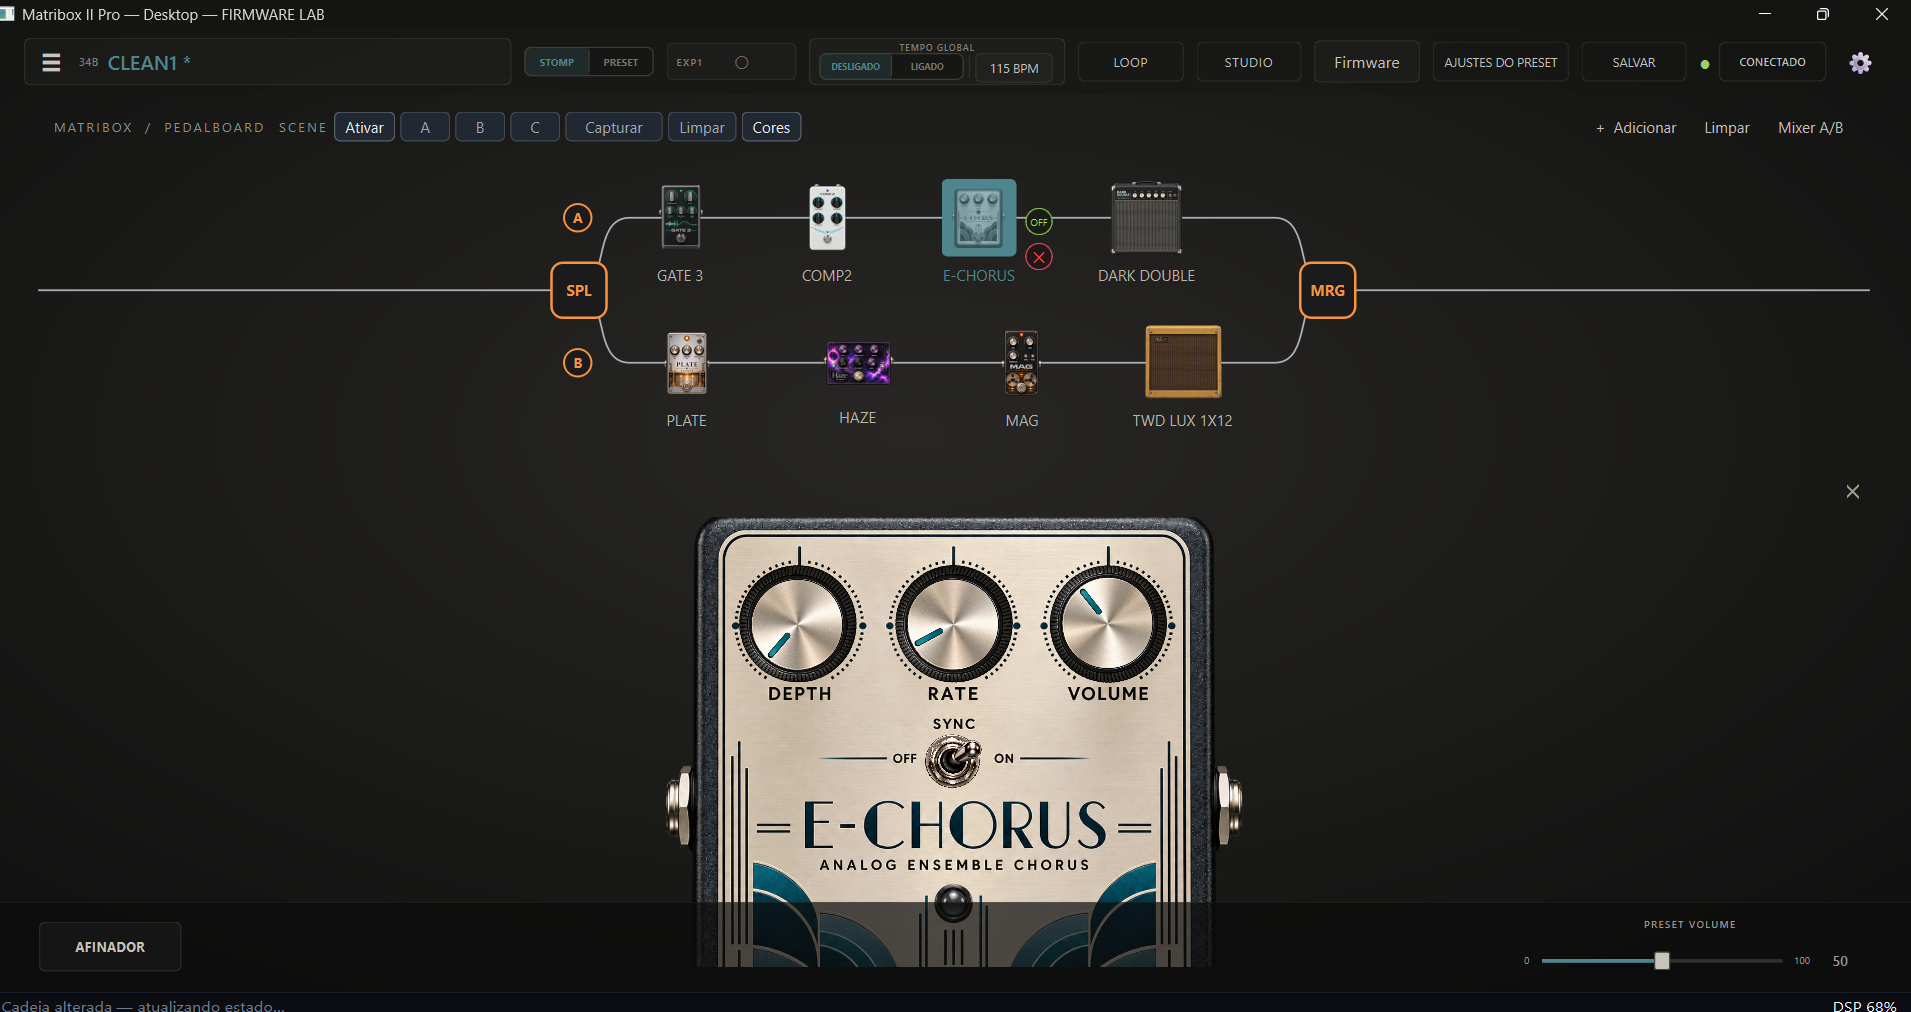 Matribox II Pro — Desktop — FIRMWARE LAB
34B CLEAN1 *
STOMP PRESET
EXP1
TEMPO GLOBAL
DESLIGADO LIGADO 115 BPM
LOOP
STUDIO
Firmware
AJUSTES DO PRESET
SALVAR
CONECTADO
MATRIBOX / PEDALBOARD SCENE Ativar A B C Capturar Limpar Cores
+ Adicionar Limpar Mixer A/B
A
OFF
GATE 3 COMP2 E-CHORUS DARK DOUBLE
SPL MRG
B
PLATE HAZE MAG TWD LUX 1X12
DEPTH RATE VOLUME
SYNC
OFF ON
E-CHORUS
ANALOG ENSEMBLE CHORUS
AFINADOR
PRESET VOLUME
0 100 50
Cadeia alterada — atualizando estado...
DSP 68%